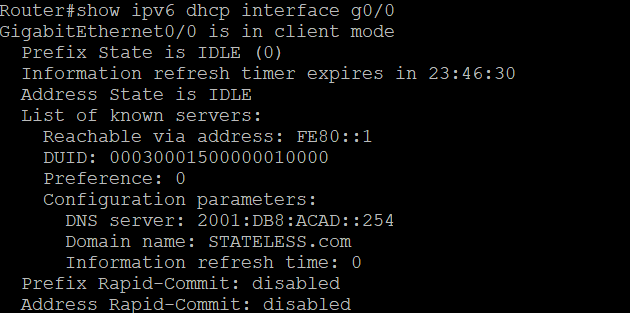 Router#show ipv6 dhcp interface g0/0
GigabitEthernet0/0 is in client mode
Prefix State is IDLE (0)
Information refresh timer expires in 23:46:30
Address State is IDLE
List of known servers:
Reachable via address: FE80::1
DUID: 00030001500000010000
Preference: 0
Configuration parameters:
DNS server: 2001:DB8:ACAD::254
Domain name: STATELESS.com
Information refresh time: 0
Prefix Rapid-Commit: disabled
Address Rapid-Commit: disabled